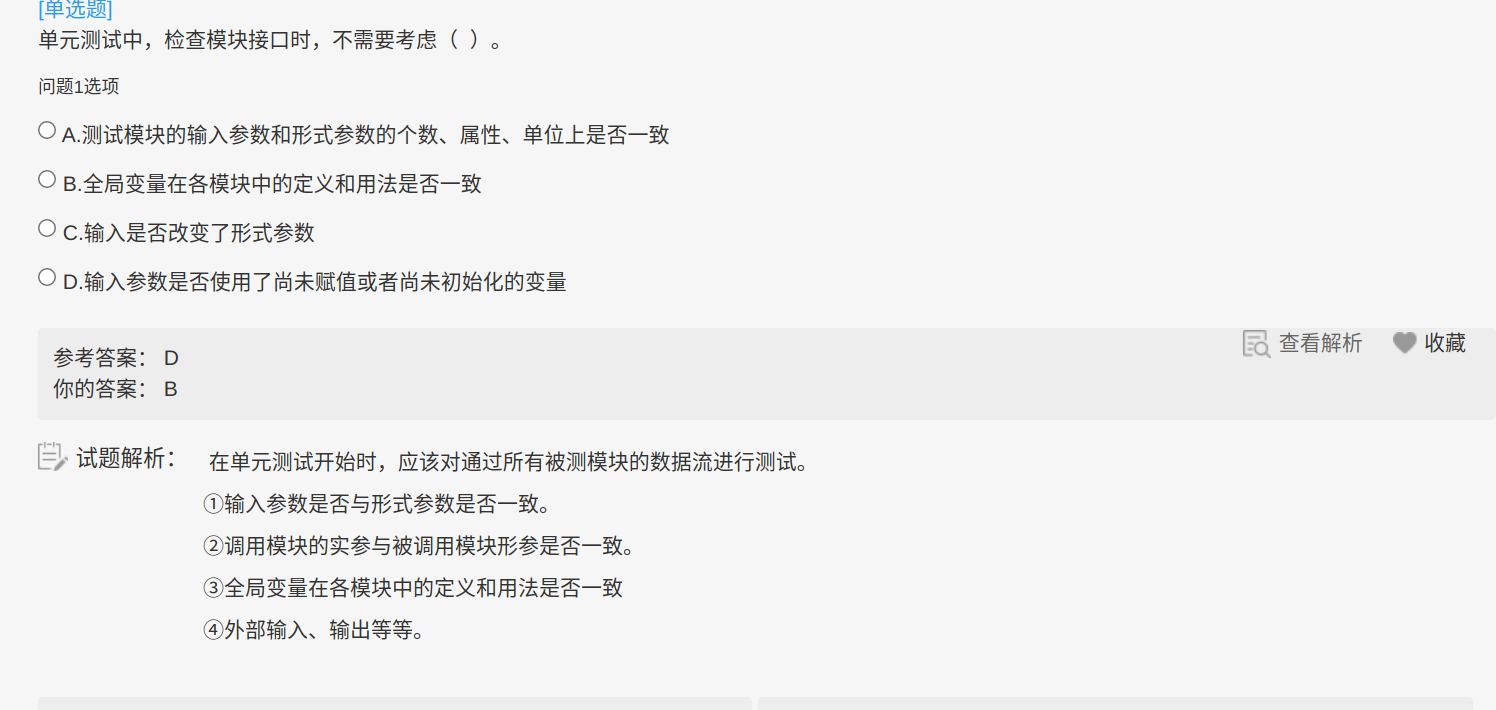 [单选题]
单元测试中，检查模块接口时，不需要考虑（ ）。
问题1选项
A.测试模块的输入参数和形式参数的个数、属性、单位上是否一致
B.全局变量在各模块中的定义和用法是否一致
C.输入是否改变了形式参数
D.输入参数是否使用了尚未赋值或者尚未初始化的变量
查看解析 收藏
参考答案： D
你的答案： B
试题解析： 在单元测试开始时，应该对通过所有被测模块的数据流进行测试。
①输入参数是否与形式参数是否一致。
②调用模块的实参与被调用模块形参是否一致。
③全局变量在各模块中的定义和用法是否一致
④外部输入、输出等等。